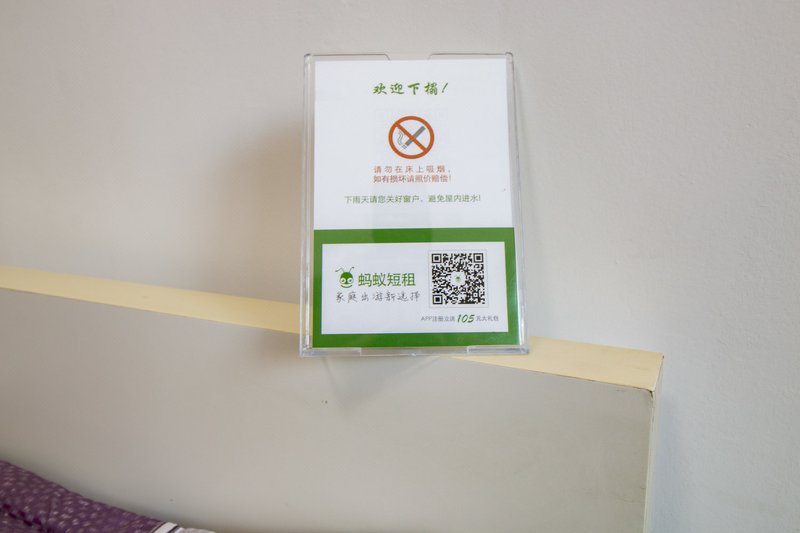 欢迎下榻!
请勿在床上吸烟,
如有损坏请照价赔偿!
下雨天请您关好窗户、避免屋内进水!
蚂蚁短租
家庭出游新选择
APP注册立送105元大礼包